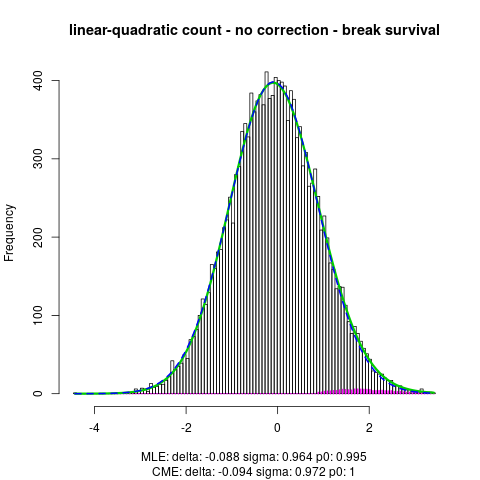 linear-quadratic count - no correction - break survival
Frequency
400
300
200
100
0
-4
-2
0
2
MLE: delta: -0.088 sigma: 0.964 p0: 0.995
CME: delta: -0.094 sigma: 0.972 p0: 1